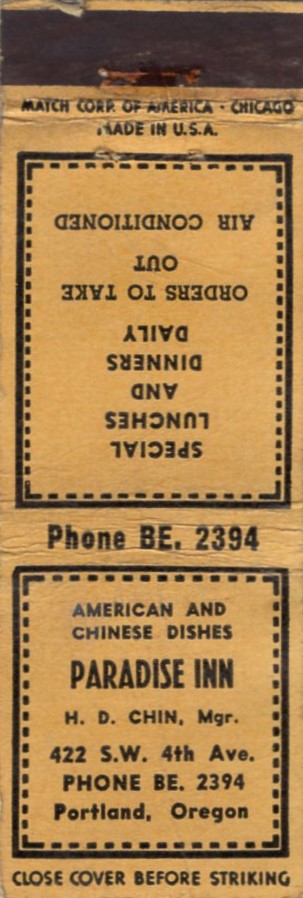 MATCH CORP. OF AMERICA · CHICAGO
MADE IN U.S.A.
SPECIAL
LUNCHES
AND
DINNERS
DAILY
ORDERS TO TAKE
OUT
AIR CONDITIONED
Phone BE. 2394
AMERICAN AND
CHINESE DISHES
PARADISE INN
H. D. CHIN, Mgr.
422 S.W. 4th Ave.
PHONE BE. 2394
Portland, Oregon
CLOSE COVER BEFORE STRIKING